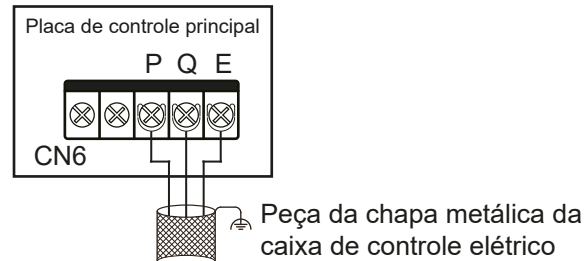 Placa de controle principal
P Q E
CN6
Peça da chapa metálica da
caixa de controle elétrico